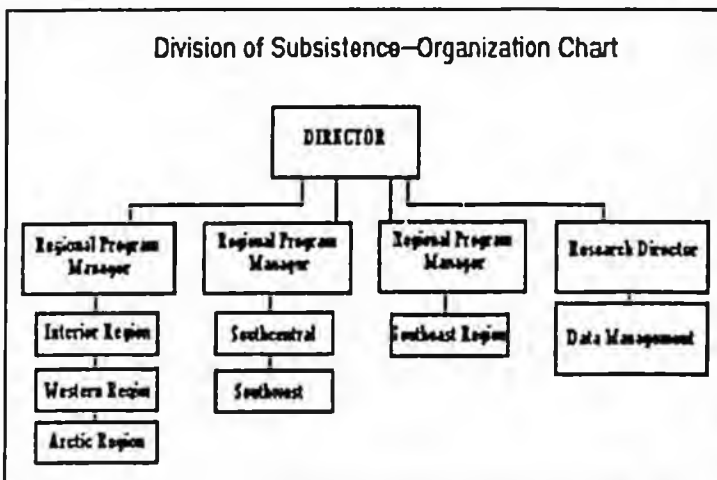 Division of Subsistence–Organization Chart
DIRECTOR
Regional Program
Manager
Regional Program
Manager
Regional Program
Manager
Research Director
Interior Region
Southcentral
Southeast Region
Data Management
Western Region
Southwest
Arctic Region